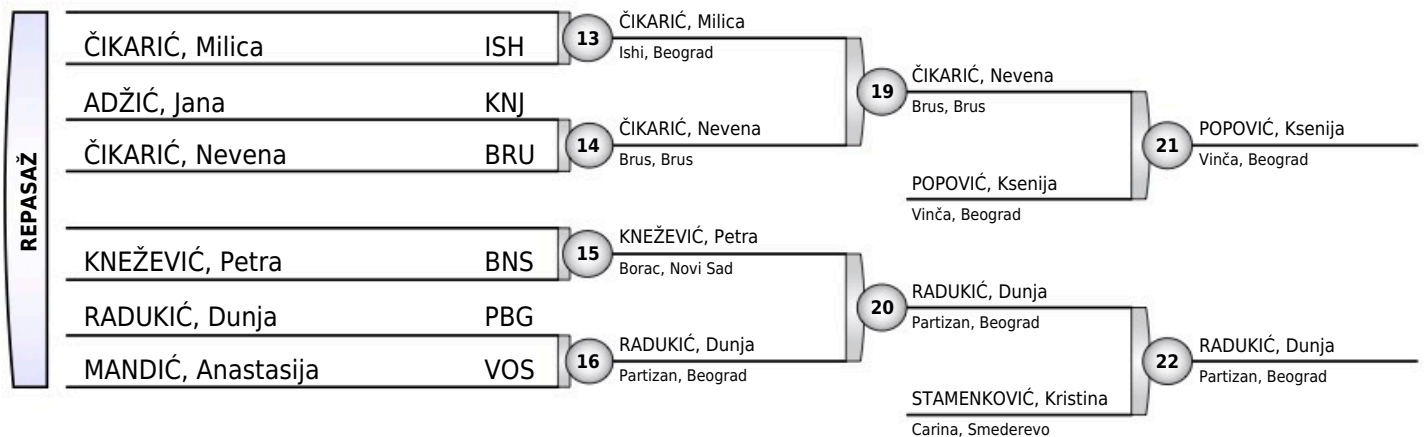 REPASAŽ
ČIKARIĆ, Milica ISH
ADŽIĆ, Jana KNJ
ČIKARIĆ, Nevena BRU
KNEŽEVIĆ, Petra BNS
RADUKIĆ, Dunja PBG
MANDIĆ, Anastasija VOS
13
ČIKARIĆ, Milica
Ishi, Beograd
14
ČIKARIĆ, Nevena
Brus, Brus
15
KNEŽEVIĆ, Petra
Borac, Novi Sad
16
RADUKIĆ, Dunja
Partizan, Beograd
19
ČIKARIĆ, Nevena
Brus, Brus
POPOVIĆ, Ksenija
Vinča, Beograd
20
RADUKIĆ, Dunja
Partizan, Beograd
STAMENKOVIĆ, Kristina
Carina, Smederevo
21
POPOVIĆ, Ksenija
Vinča, Beograd
22
RADUKIĆ, Dunja
Partizan, Beograd